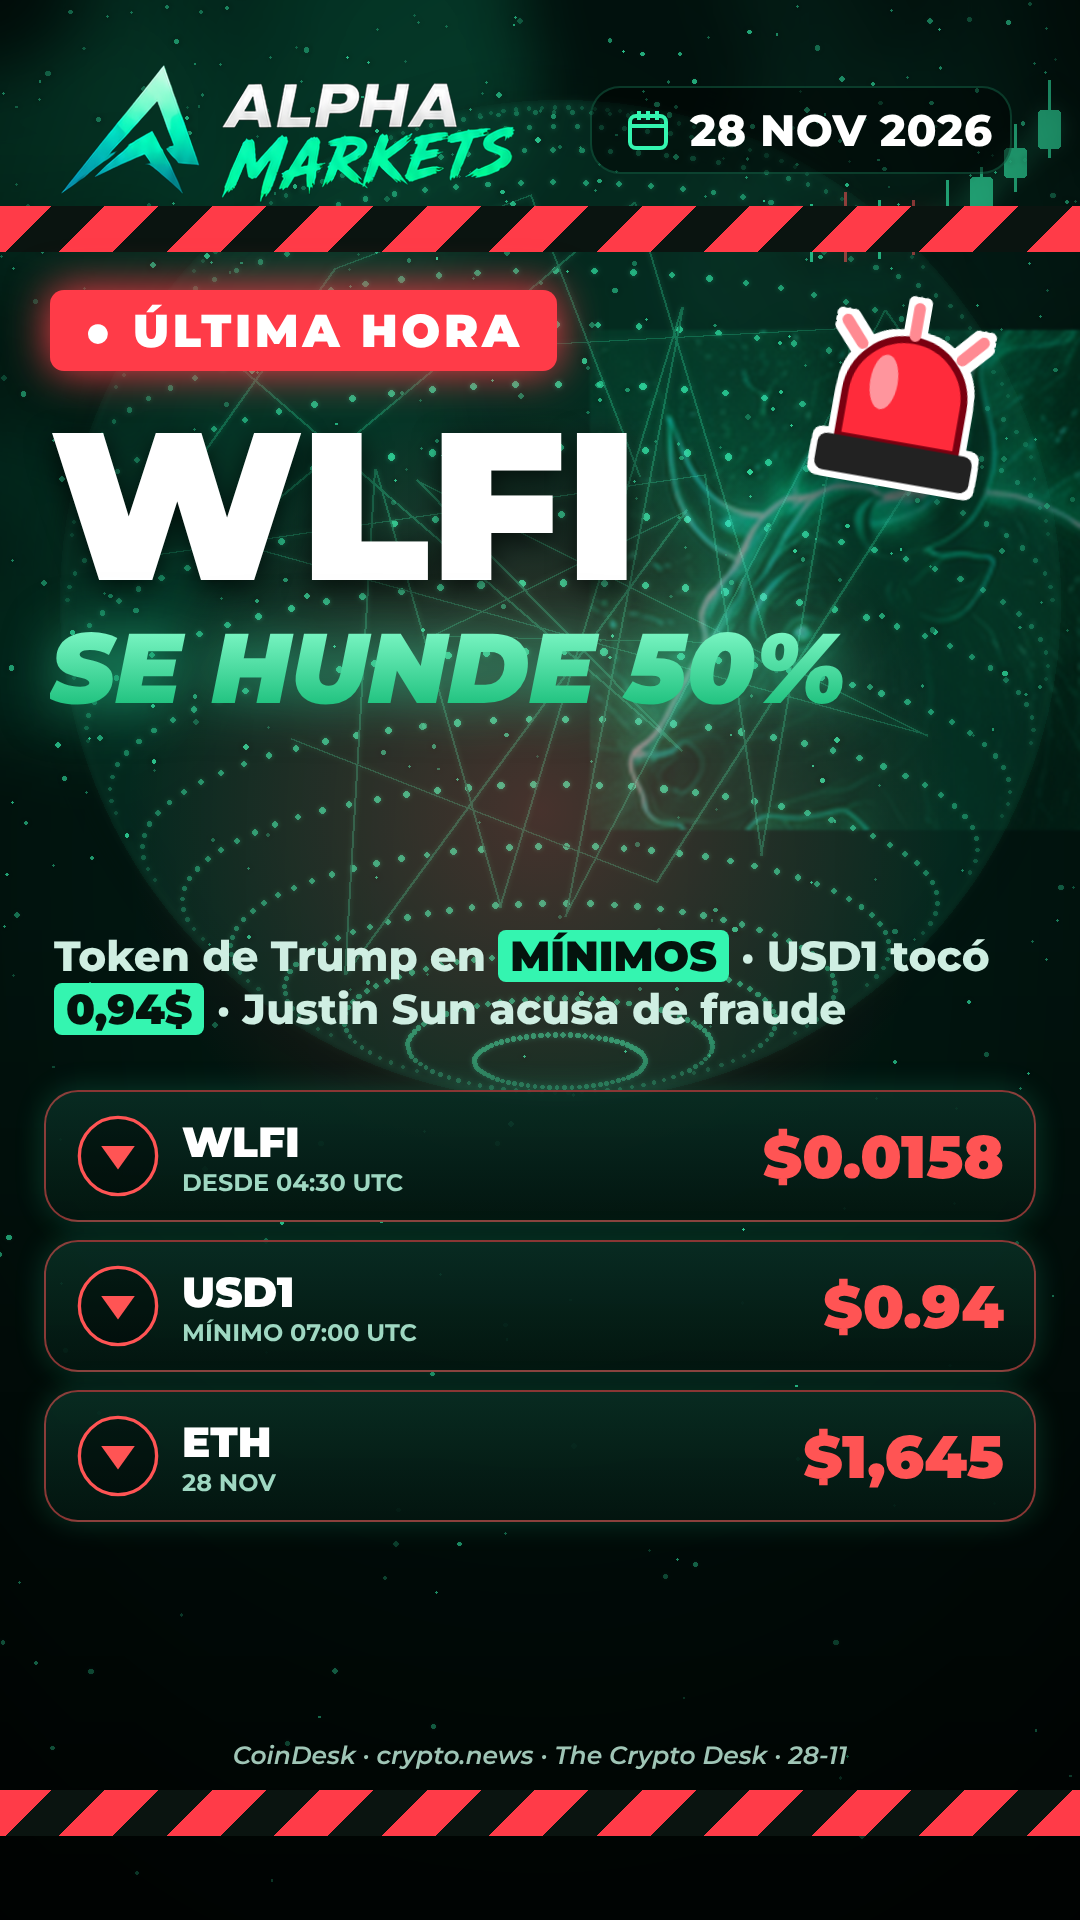 ALPHA
MARKETS
28 NOV 2026
ÚLTIMA HORA
WLFI
SE HUNDE 50%
Token de Trump en MÍNIMOS · USD1 tocó
0,94$ · Justin Sun acusa de fraude
WLFI
DESDE 04:30 UTC
$0.0158
USD1
MÍNIMO 07:00 UTC
$0.94
ETH
28 NOV
$1,645
CoinDesk · crypto.news · The Crypto Desk · 28-11